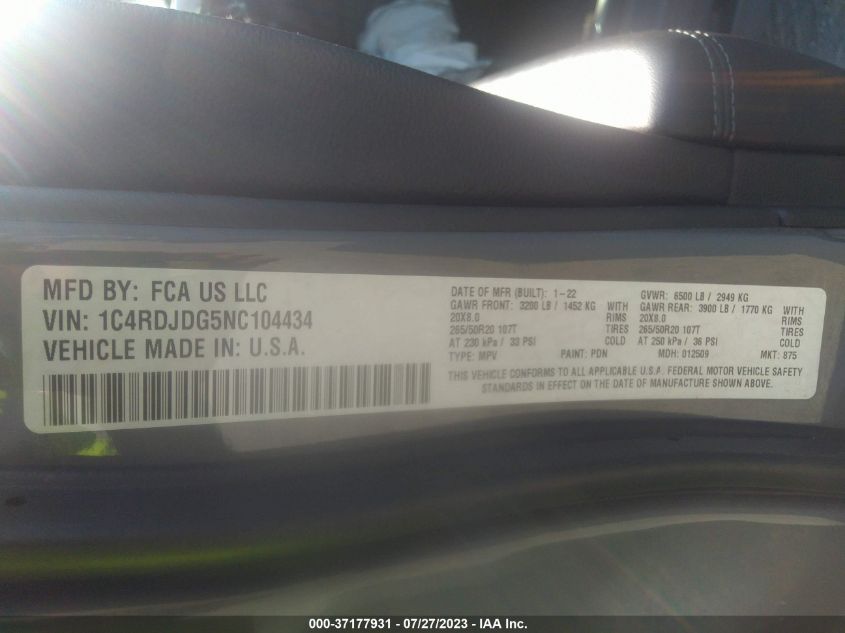 MFD BY: FCA US LLC
VIN: 1C4RDJDG5NC104434
VEHICLE MADE IN: U.S.A.
DATE OF MFR (BUILT): 1-22 GVWR: 6500 LB / 2949 KG
GAWR FRONT: 3200 LB / 1452 KG WITH GAWR REAR: 3900 LB / 1770 KG WITH
20X8.0 RIMS 20X8.0 RIMS
265/50R20 107T TIRES 265/50R20 107T TIRES
AT 230 kPa / 33 PSI COLD AT 250 kPa / 36 PSI COLD
TYPE: MPV PAINT: PDN MDH: 012509 MKT: 875
THIS VEHICLE CONFORMS TO ALL APPLICABLE U.S.A. FEDERAL MOTOR VEHICLE SAFETY
STANDARDS IN EFFECT ON THE DATE OF MANUFACTURE SHOWN ABOVE.
000-37177931 - 07/27/2023 - IAA Inc.